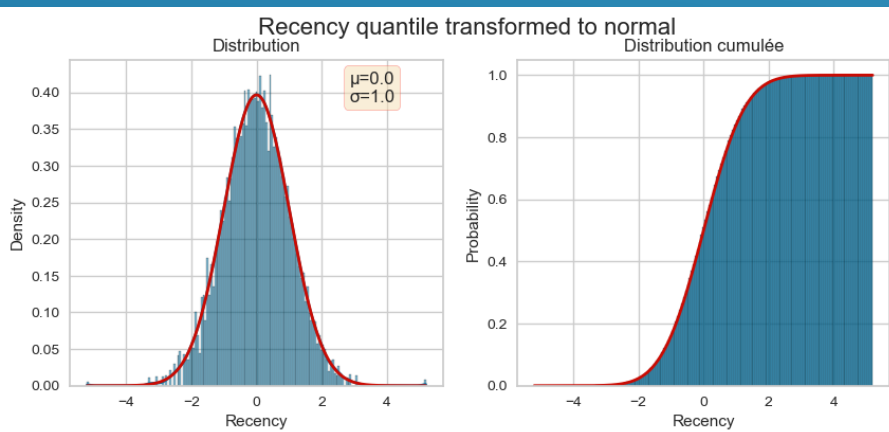 Recency quantile transformed to normal
Distribution
μ=0.0
σ=1.0
0.40
0.35
0.30
0.25
0.20
0.15
0.10
0.05
0.00
Density
−4 −2 0 2 4
Recency
Distribution cumulée
1.0
0.8
0.6
0.4
0.2
0.0
Probability
−4 −2 0 2 4
Recency